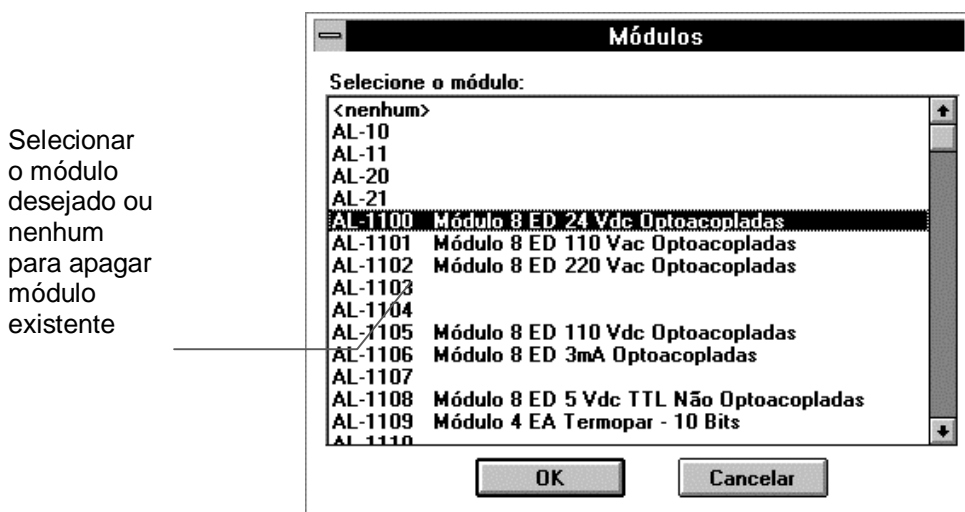 Selecionar
o módulo
desejado ou
nenhum
para apagar
módulo
existente
Módulos
Selecione o módulo:
<nenhum>
AL-10
AL-11
AL-20
AL-21
AL-1100 Módulo 8 ED 24 Vdc Optoacopladas
AL-1101 Módulo 8 ED 110 Vac Optoacopladas
AL-1102 Módulo 8 ED 220 Vac Optoacopladas
AL-1103
AL-1104
AL-1105 Módulo 8 ED 110 Vdc Optoacopladas
AL-1106 Módulo 8 ED 3mA Optoacopladas
AL-1107
AL-1108 Módulo 8 ED 5 Vdc TTL Não Optoacopladas
AL-1109 Módulo 4 EA Termopar - 10 Bits
AL-1110
OK
Cancelar